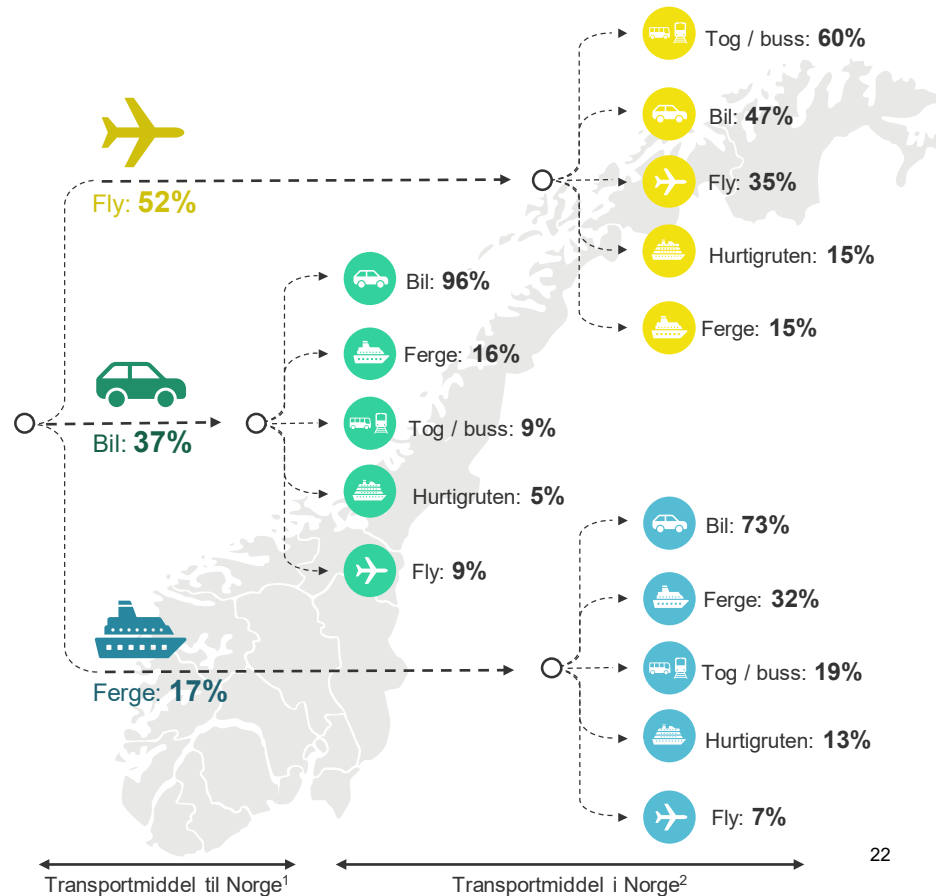 Fly: 52%
Tog / buss: 60%
Bil: 47%
Fly: 35%
Hurtigruten: 15%
Ferge: 15%
Bil: 37%
Bil: 96%
Ferge: 16%
Tog / buss: 9%
Hurtigruten: 5%
Fly: 9%
Ferge: 17%
Bil: 73%
Ferge: 32%
Tog / buss: 19%
Hurtigruten: 13%
Fly: 7%
Transportmiddel til Norge¹
Transportmiddel i Norge²
22